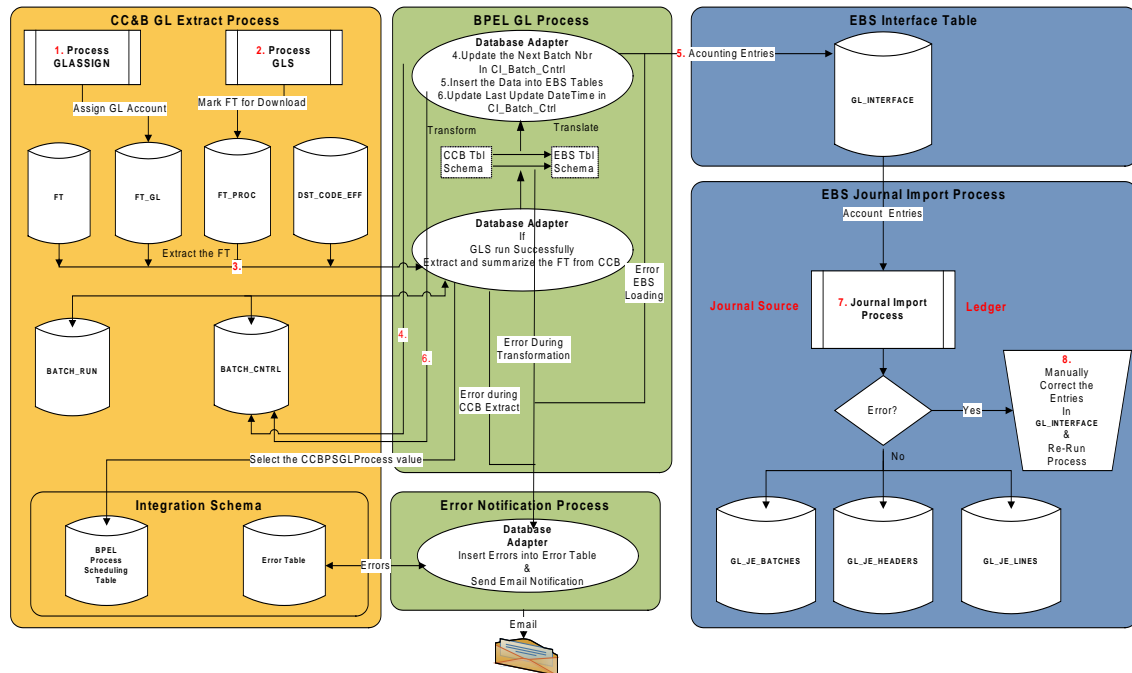 CC&B GL Extract Process
1. Process
GLASSIGN
2. Process
GLS
Assign GL Account
Mark FT for Download
FT
FT_GL
FT_PROC
DST_CODE_EFF
Extract the FT
3.
BATCH_RUN
BATCH_CNTRL
Select the CCBPSGLProcess value
Integration Schema
BPEL
Process
Scheduling
Table
Error Table
Errors
BPEL GL Process
Database Adapter
4.Update the Next Batch Nbr
In CI_Batch_Cntrl
5.Insert the Data into EBS Tables
6.Update Last Update DateTime in
CI_Batch_Ctrl
Transform
Translate
CCB Tbl
Schema
EBS Tbl
Schema
Database Adapter
If
GLS run Successfully
Extract and summarize the FT from CCB
Error
EBS
Loading
4.
6.
Error During
Transformation
Error during
CCB Extract
Error Notification Process
Database
Adapter
Insert Errors into Error Table
&
Send Email Notification
Email
EBS Interface Table
5. Acounting Entries
GL_INTERFACE
EBS Journal Import Process
Account Entries
Journal Source
7. Journal Import
Process
Ledger
Error?
Yes
No
8.
Manually
Correct the
Entries
In
GL_INTERFACE
&
Re-Run
Process
GL_JE_BATCHES
GL_JE_HEADERS
GL_JE_LINES